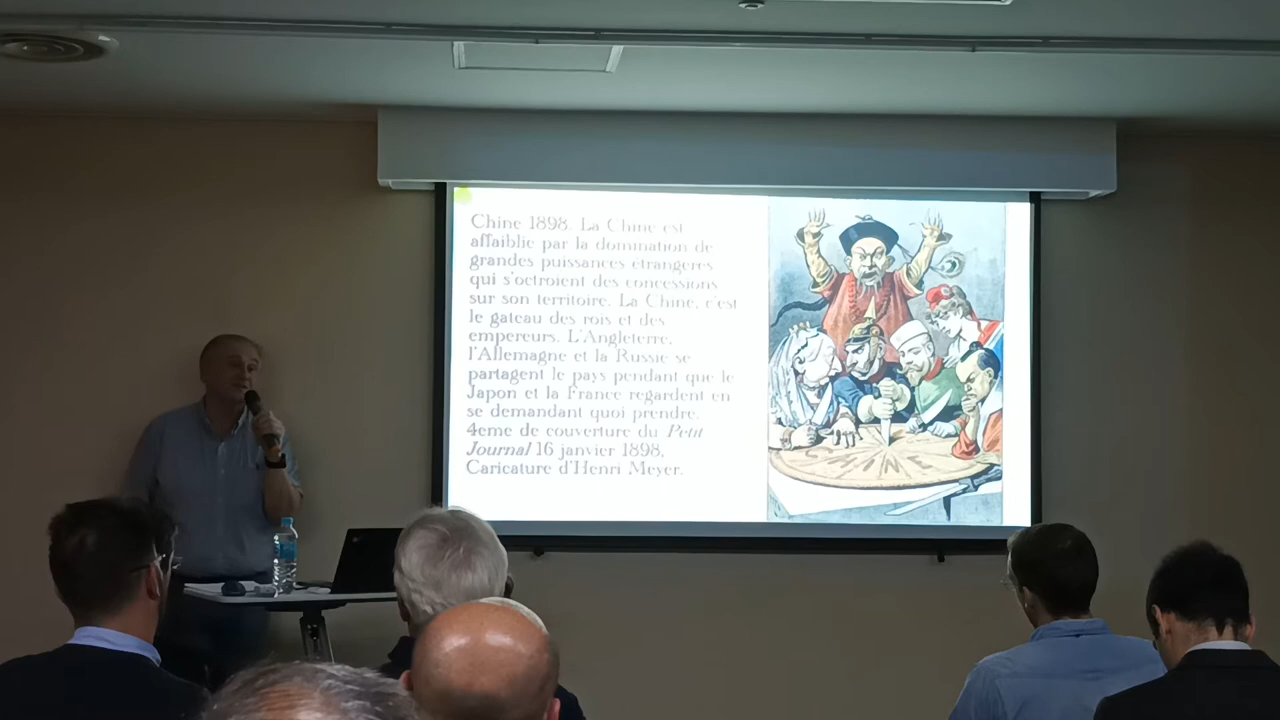 Chine 1898. La Chine est
affaiblie par la domination de
grandes puissances étrangères
qui s'octroient des concessions
sur son territoire. La Chine, c'est
le gateau des rois et des
empereurs. L'Angleterre,
l'Allemagne et la Russie se
partagent le pays pendant que le
Japon et la France regardent en
se demandant quoi prendre.
4eme de couverture du Petit
Journal 16 janvier 1898,
Caricature d'Henri Meyer.
CHINE